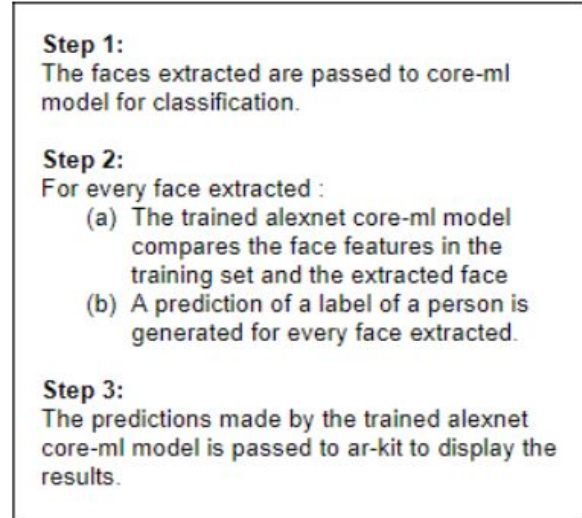 Step 1:
The faces extracted are passed to core-ml
model for classification.
Step 2:
For every face extracted :
(a) The trained alexnet core-ml model
compares the face features in the
training set and the extracted face
(b) A prediction of a label of a person is
generated for every face extracted.
Step 3:
The predictions made by the trained alexnet
core-ml model is passed to ar-kit to display the
results.